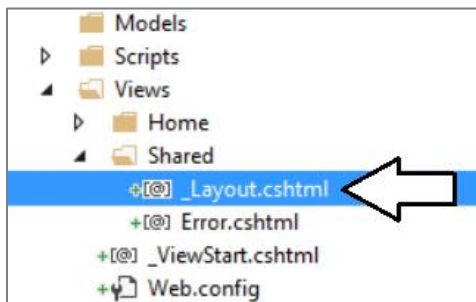 Models
Scripts
Views
Home
Shared
+[@] _Layout.cshtml
+[@] Error.cshtml
+[@] _ViewStart.cshtml
+ Web.config